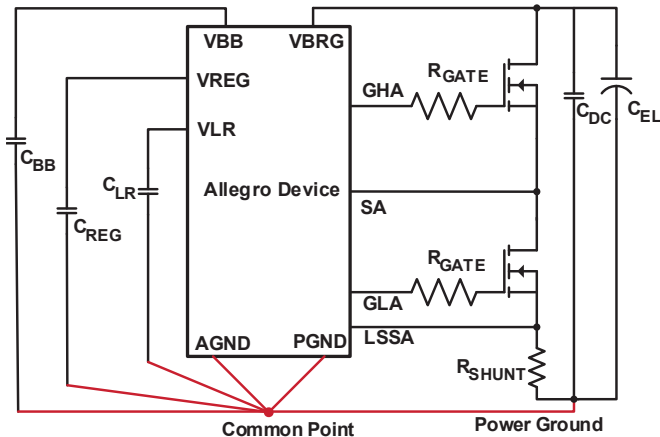 VBB
VBRG
VREG
VLR
Allegro Device
GHA
SA
GLA
LSSA
AGND
PGND
RGATE
RGATE
RSHUNT
CBB
CREG
CLR
CDC
CEL
Common Point
Power Ground